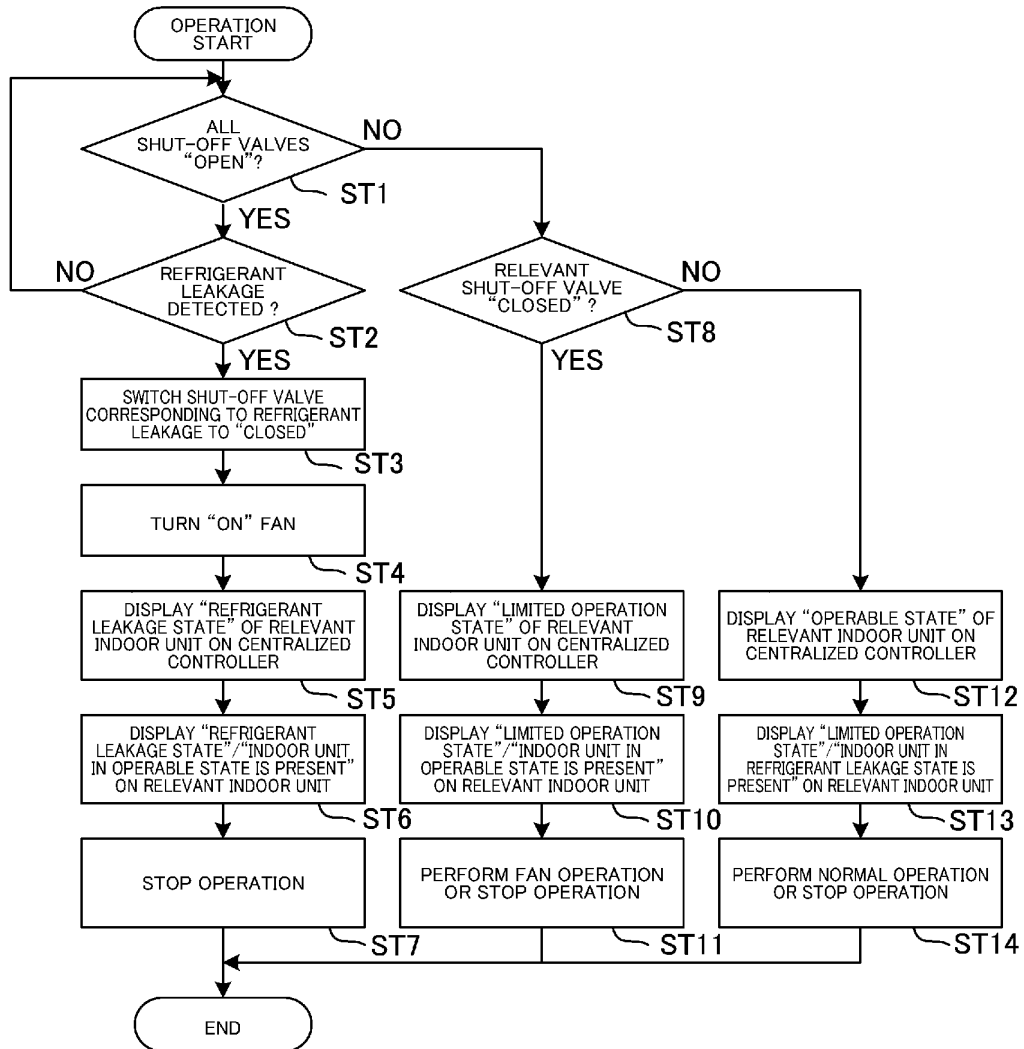 OPERATION
START
ALL
SHUT-OFF VALVES
“OPEN”?
NO
ST1
YES
REFRIGERANT
LEAKAGE
DETECTED ?
NO
ST2
YES
RELEVANT
SHUT-OFF VALVE
“CLOSED” ?
NO
ST8
YES
SWITCH SHUT-OFF VALVE
CORRESPONDING TO REFRIGERANT
LEAKAGE TO “CLOSED”
ST3
TURN “ON” FAN
ST4
DISPLAY “REFRIGERANT
LEAKAGE STATE” OF RELEVANT
INDOOR UNIT ON CENTRALIZED
CONTROLLER
ST5
DISPLAY “REFRIGERANT
LEAKAGE STATE”/“INDOOR UNIT
IN OPERABLE STATE IS PRESENT”
ON RELEVANT INDOOR UNIT
ST6
STOP OPERATION
ST7
DISPLAY “LIMITED OPERATION
STATE” OF RELEVANT
INDOOR UNIT ON CENTRALIZED
CONTROLLER
ST9
DISPLAY “LIMITED OPERATION
STATE”/“INDOOR UNIT IN
OPERABLE STATE IS PRESENT”
ON RELEVANT INDOOR UNIT
ST10
PERFORM FAN OPERATION
OR STOP OPERATION
ST11
DISPLAY “OPERABLE STATE” OF
RELEVANT INDOOR UNIT ON
CENTRALIZED CONTROLLER
ST12
DISPLAY “LIMITED OPERATION
STATE”/“INDOOR UNIT IN
REFRIGERANT LEAKAGE STATE IS
PRESENT” ON RELEVANT INDOOR UNIT
ST13
PERFORM NORMAL OPERATION
OR STOP OPERATION
ST14
END